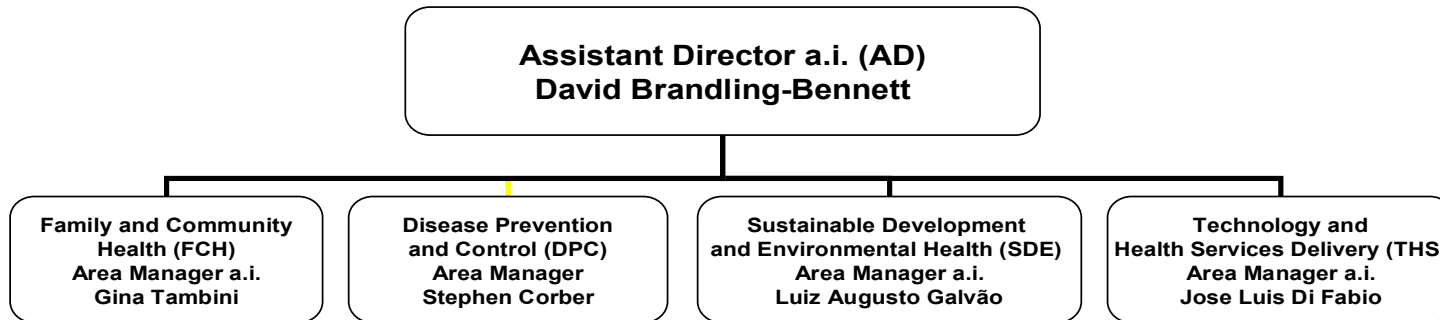 Assistant Director a.i. (AD)
David Brandling-Bennett
Family and Community
Health (FCH)
Area Manager a.i.
Gina Tambini
Disease Prevention
and Control (DPC)
Area Manager
Stephen Corber
Sustainable Development
and Environmental Health (SDE)
Area Manager a.i.
Luiz Augusto Galvão
Technology and
Health Services Delivery (THS
Area Manager a.i.
Jose Luis Di Fabio